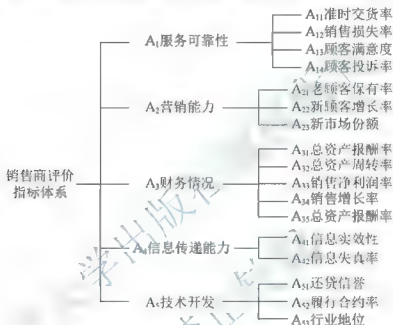 A₁₁准时交货率
A₁服务可靠性
A₁₂销售损失率
A₁₃顾客满意度
A₁₄顾客投诉率
A₂₁老顾客保有率
A₂营销能力
A₂₂新顾客增长率
A₂₃新市场份额
A₃₁总资产报酬率
A₃₂总资产周转率
销售商评价
指标体系
A₃财务情况
A₃₃销售净利润率
A₃₄销售增长率
A₃₅总资产报酬率
A₄信息传递能力
A₄₁信息实效性
A₄₂信息失真率
A₅₁还贷信誉
A₅技术开发
A₅₂履行合约率
A₅₃行业地位
学出版